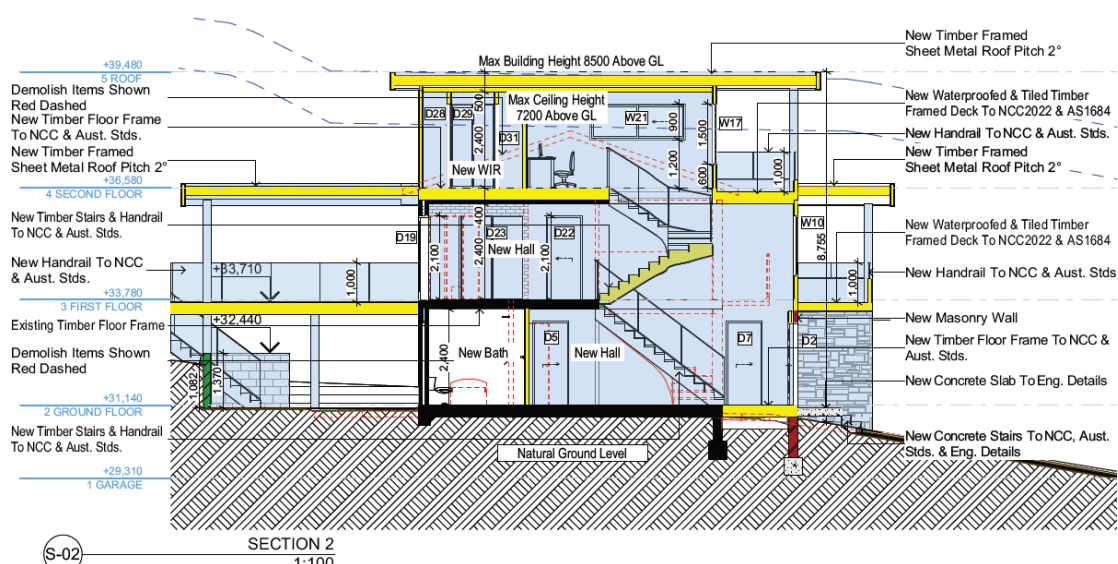 Max Building Height 8500 Above GL
Max Ceiling Height
7200 Above GL
+39,480
5 ROOF
Demolish Items Shown
Red Dashed
New Timber Floor Frame
To NCC & Aust. Stds.
New Timber Framed
Sheet Metal Roof Pitch 2°
+36,580
4 SECOND FLOOR
New Timber Stairs & Handrail
To NCC & Aust. Stds.
New Handrail To NCC
& Aust. Stds.
+33,710
+33,780
3 FIRST FLOOR
Existing Timber Floor Frame
+32,440
Demolish Items Shown
Red Dashed
1,082
1,370
+31,140
2 GROUND FLOOR
New Timber Stairs & Handrail
To NCC & Aust. Stds.
+29,310
1 GARAGE
D28
D29
D31
500
2,400
New WIR
W21
900
1,200
1,500
600
W17
1,000
D19
D23
D22
400
2,100
2,400
2,100
New Hall
1,000
W10
8,755
1,000
2,400
New Bath
D5
New Hall
D7
D2
Natural Ground Level
New Timber Framed
Sheet Metal Roof Pitch 2°
New Waterproofed & Tiled Timber
Framed Deck To NCC2022 & AS1684
New Handrail To NCC & Aust. Stds.
New Timber Framed
Sheet Metal Roof Pitch 2°
New Waterproofed & Tiled Timber
Framed Deck To NCC2022 & AS1684
New Handrail To NCC & Aust. Stds
New Masonry Wall
New Timber Floor Frame To NCC &
Aust. Stds.
New Concrete Slab To Eng. Details
New Concrete Stairs To NCC, Aust.
Stds. & Eng. Details
S-02
SECTION 2
1:100